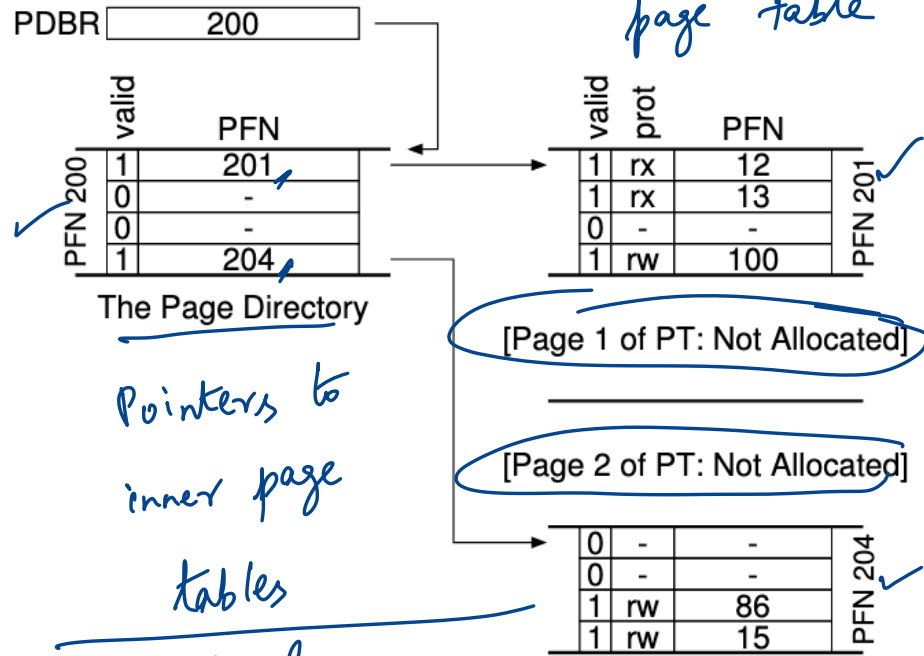 page table
PDBR 200
valid PFN
PFN 200
1 201
0 -
0 -
1 204
The Page Directory
Pointers to
inner page
tables
valid prot PFN
1 rx 12
1 rx 13
0 - -
1 rw 100
PFN 201
[Page 1 of PT: Not Allocated]
[Page 2 of PT: Not Allocated]
0 - -
0 - -
1 rw 86
1 rw 15
PFN 204